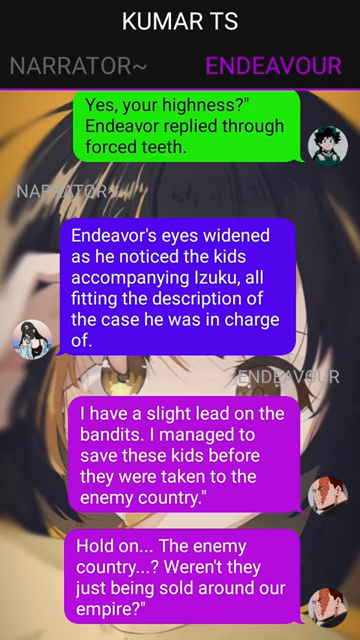 KUMAR TS
NARRATOR~ ENDEAVOUR
Yes, your highness?"
Endeavor replied through
forced teeth.
NARRATOR~
Endeavor's eyes widened
as he noticed the kids
accompanying Izuku, all
fitting the description of
the case he was in charge
of.
ENDEAVOUR
I have a slight lead on the
bandits. I managed to
save these kids before
they were taken to the
enemy country."
Hold on... The enemy
country...? Weren't they
just being sold around our
empire?"